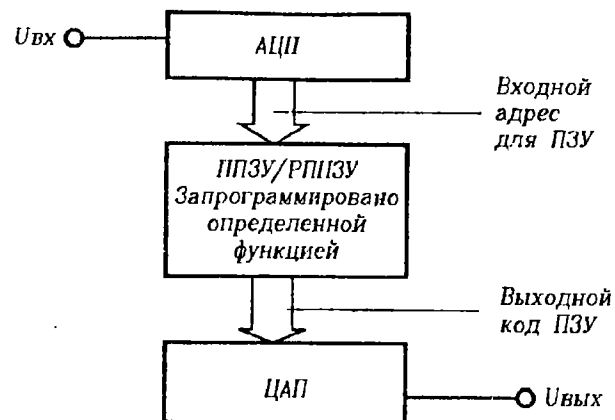 Uвх
АЦП
Входной
адрес
для ПЗУ
ППЗУ/РППЗУ
Запрограммировано
определенной
функцией
Выходной
код ПЗУ
ЦАП
Uвых